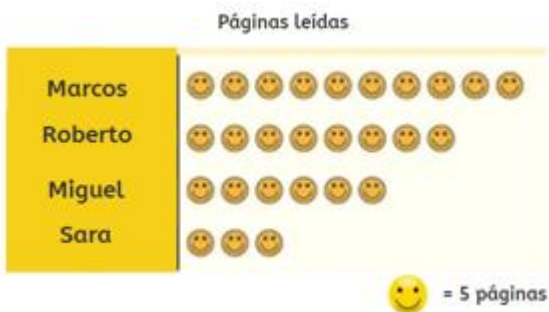 Páginas leídas
Marcos
Roberto
Miguel
Sara
= 5 páginas